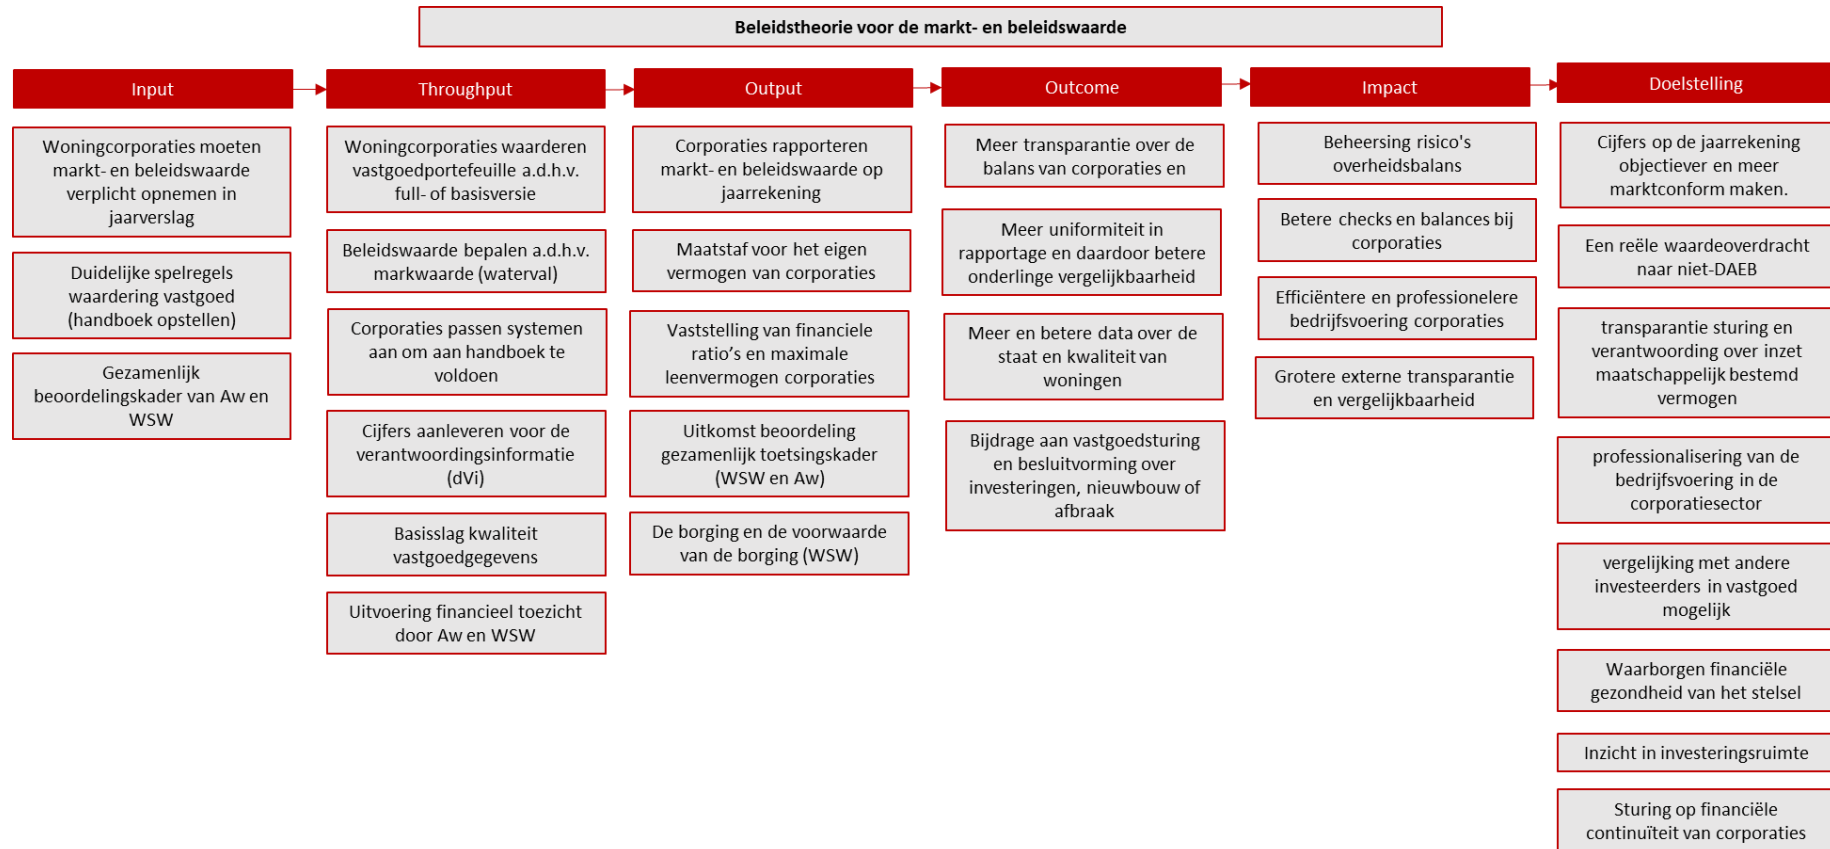 Beleidstheorie voor de markt- en beleidswaarde
Input
Woningcorporaties moeten
markt- en beleidswaarde
verplicht opnemen in
jaarverslag
Duidelijke spelregels
waardering vastgoed
(handboek opstellen)
Gezamenlijk
beoordelingskader van Aw en
WSW
Throughput
Woningcorporaties waarderen
vastgoedportefeuille a.d.h.v.
full- of basisversie
Beleidswaarde bepalen a.d.h.v.
markwaarde (waterval)
Corporaties passen systemen
aan om aan handboek te
voldoen
Cijfers aanleveren voor de
verantwoordingsinformatie
(dVi)
Basisslag kwaliteit
vastgoedgegevens
Uitvoering financieel toezicht
door Aw en WSW
Output
Corporaties rapporteren
markt- en beleidswaarde op
jaarrekening
Maatstaf voor het eigen
vermogen van corporaties
Vaststelling van financiele
ratio's en maximale
leenvermogen corporaties
Uitkomst beoordeling
gezamenlijk toetsingskader
(WSW en Aw)
De borging en de voorwaarde
van de borging (WSW)
Outcome
Meer transparantie over de
balans van corporaties en
Meer uniformiteit in
rapportage en daardoor betere
onderlinge vergelijkbaarheid
Meer en betere data over de
staat en kwaliteit van
woningen
Bijdrage aan vastgoedsturing
en besluitvorming over
investeringen, nieuwbouw of
afbraak
Impact
Beheersing risico's
overheidsbalans
Betere checks en balances bij
corporaties
Efficiëntere en professionelere
bedrijfsvoering corporaties
Grotere externe transparantie
en vergelijkbaarheid
Doelstelling
Cijfers op de jaarrekening
objectiever en meer
marktconform maken.
Een reële waardeoverdracht
naar niet-DAEB
transparantie sturing en
verantwoording over inzet
maatschappelijk bestemd
vermogen
professionalisering van de
bedrijfsvoering in de
corporatiesector
vergelijking met andere
investeerders in vastgoed
mogelijk
Waarborgen financiële
gezondheid van het stelsel
Inzicht in investeringsruimte
Sturing op financiële
continuïteit van corporaties